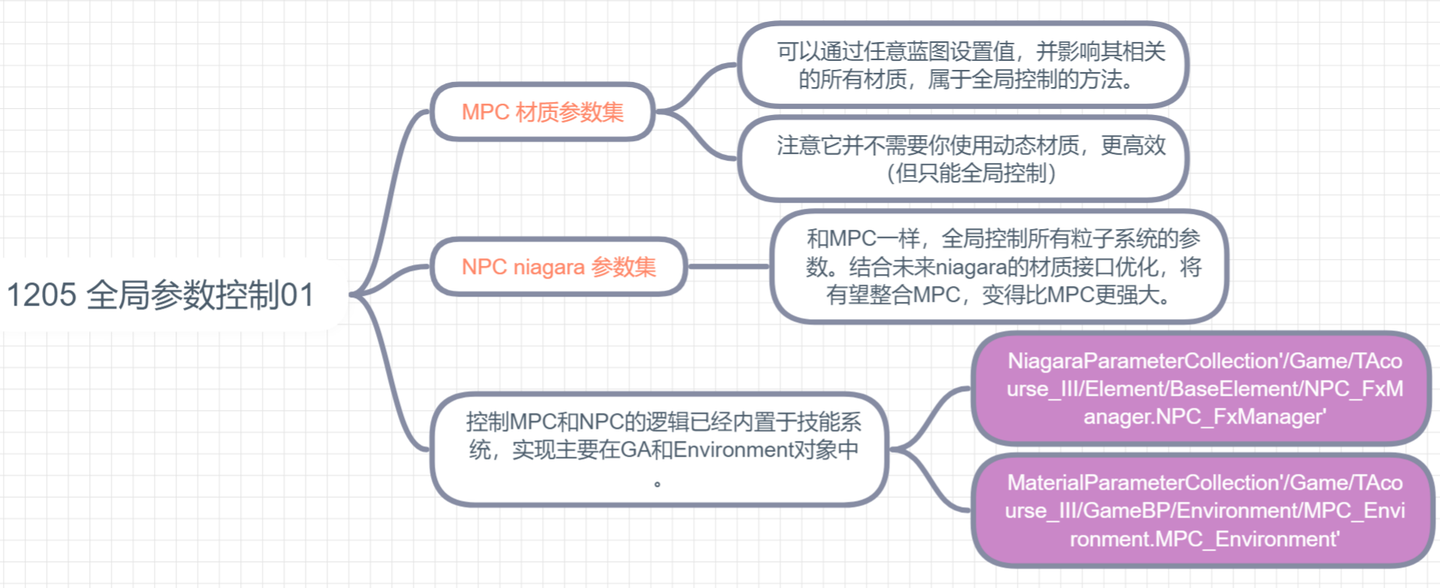 1205 全局参数控制01
MPC 材质参数集
可以通过任意蓝图设置值，并影响其相关
的所有材质，属于全局控制的方法。
注意它并不需要你使用动态材质，更高效
（但只能全局控制）
NPC niagara 参数集
和MPC一样，全局控制所有粒子系统的参
数。结合未来niagara的材质接口优化，将
有望整合MPC，变得比MPC更强大。
控制MPC和NPC的逻辑已经内置于技能系
统，实现主要在GA和Environment对象中
。
NiagaraParameterCollection'/Game/TAco
urse_III/Element/BaseElement/NPC_FxM
anager.NPC_FxManager'
MaterialParameterCollection'/Game/TAco
urse_III/GameBP/Environment/MPC_Envi
ronment.MPC_Environment'